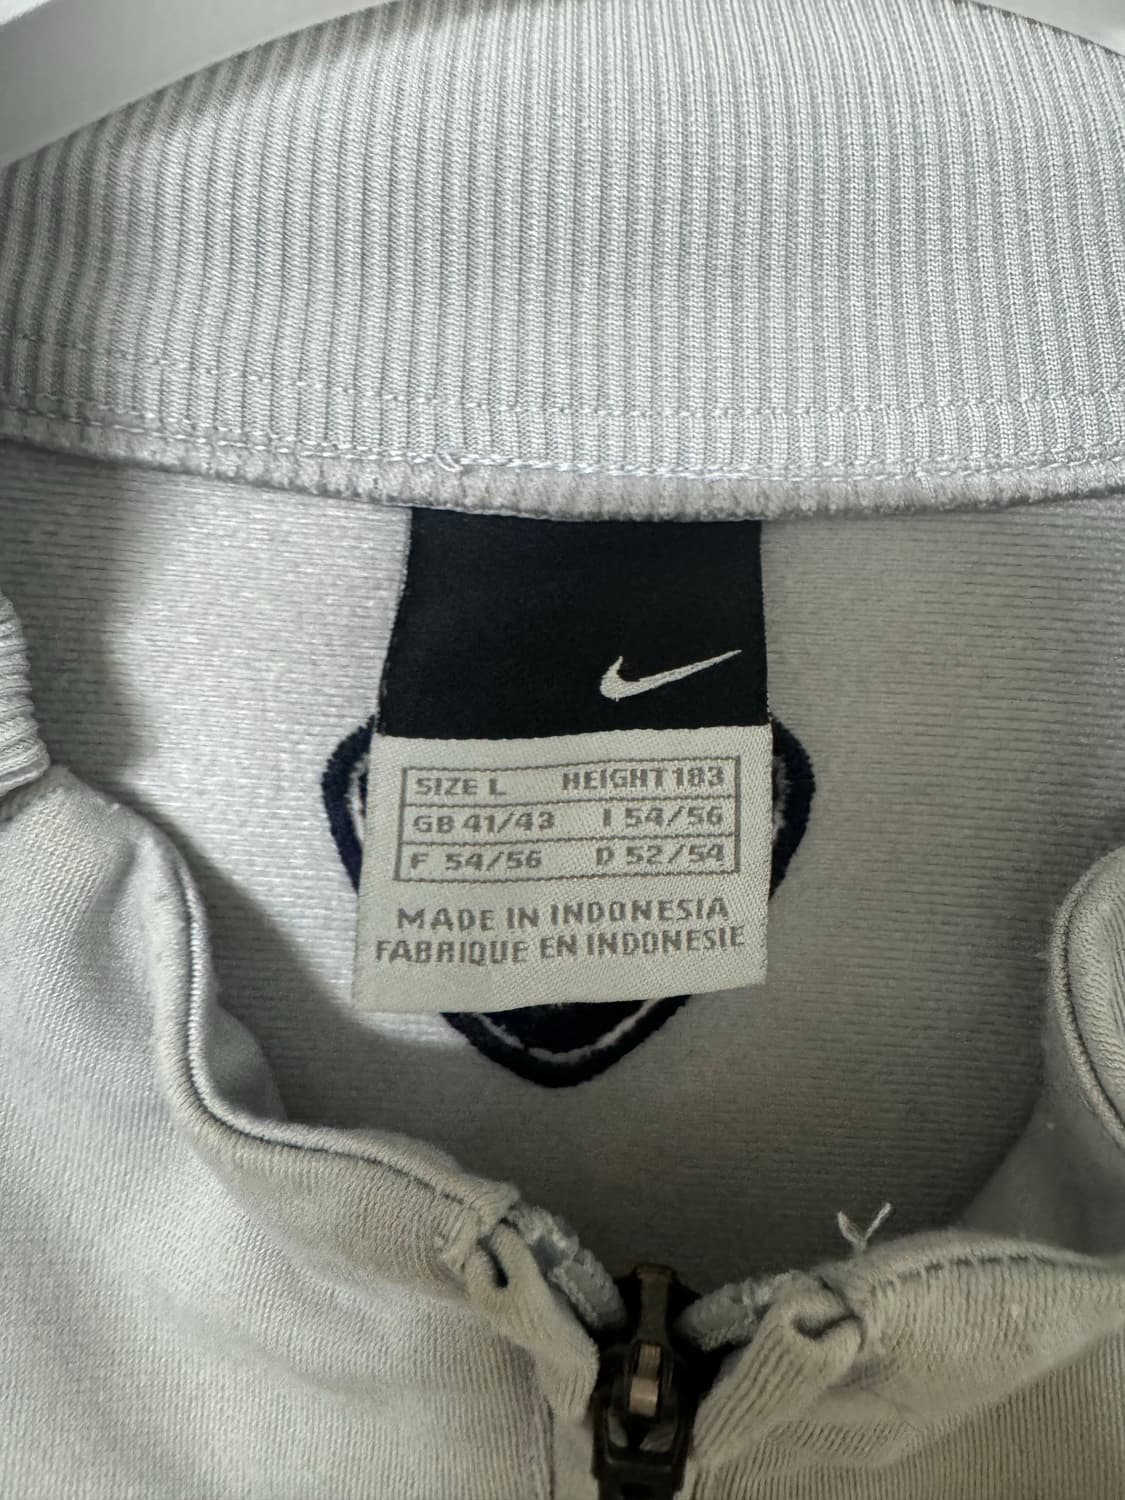 SIZE L HEIGHT 183
GB 41/43 I 54/56
F 54/56 D 52/54
MADE IN INDONESIA
FABRIQUE EN INDONESIE